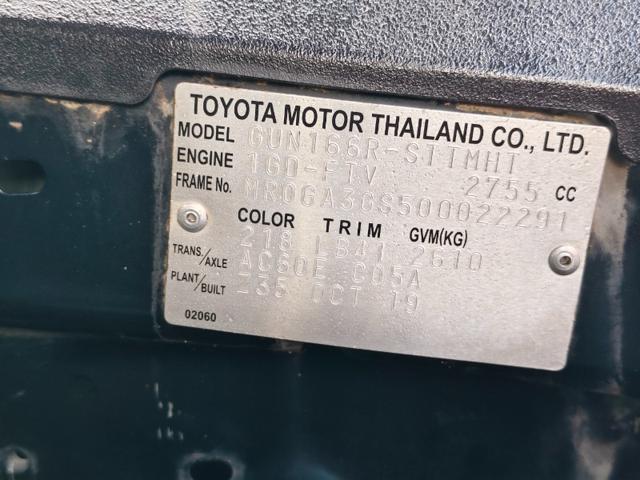 TOYOTA MOTOR THAILAND CO., LTD.
MODEL GUN166R-STTMHT
ENGINE 1GD-FTV 2755 CC
FRAME No. MR0GA3GS500022291
COLOR TRIM GVM(KG)
218 LB41 2610
TRANS./AXLE AC60E C05A
PLANT/BUILT 235 OCT 19
02060